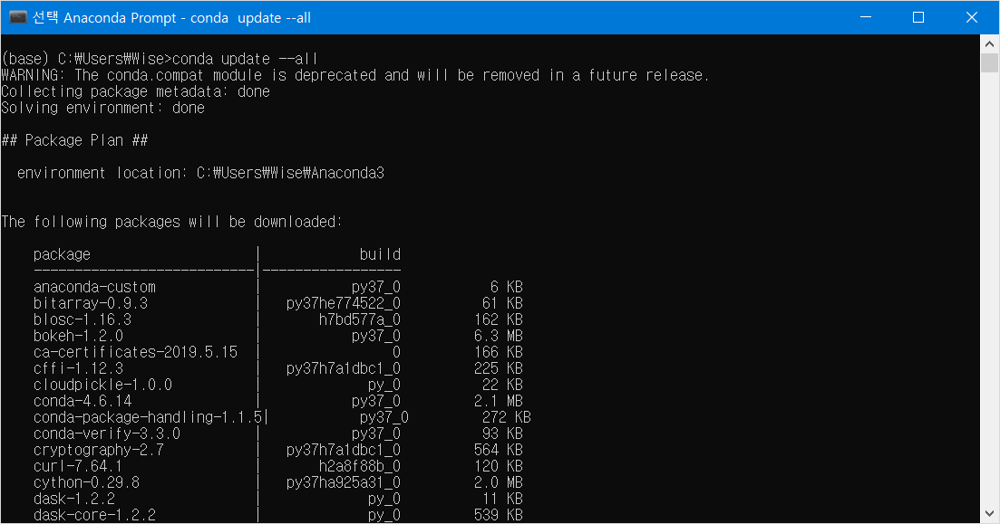 선택 Anaconda Prompt - conda  update --all
(base) C:₩Users₩Wise>conda update --all
WARNING: The conda.compat module is deprecated and will be removed in a future release.
Collecting package metadata: done
Solving environment: done
## Package Plan ##
  environment location: C:₩Users₩Wise₩Anaconda3
The following packages will be downloaded:
    package                    |            build
    ---------------------------|-----------------
    anaconda-custom            |           py37_0           6 KB
    bitarray-0.9.3             |   py37he774522_0          61 KB
    blosc-1.16.3               |       h7bd577a_0         162 KB
    bokeh-1.2.0                |           py37_0         6.3 MB
    ca-certificates-2019.5.15  |                0         166 KB
    cffi-1.12.3                |   py37h7a1dbc1_0         225 KB
    cloudpickle-1.0.0          |             py_0          22 KB
    conda-4.6.14               |           py37_0         2.1 MB
    conda-package-handling-1.1.5|           py37_0         272 KB
    conda-verify-3.3.0         |           py37_0          93 KB
    cryptography-2.7           |   py37h7a1dbc1_0         564 KB
    curl-7.64.1                |       h2a8f88b_0         120 KB
    cython-0.29.8              |   py37ha925a31_0         2.0 MB
    dask-1.2.2                 |             py_0          11 KB
    dask-core-1.2.2            |             py_0         539 KB